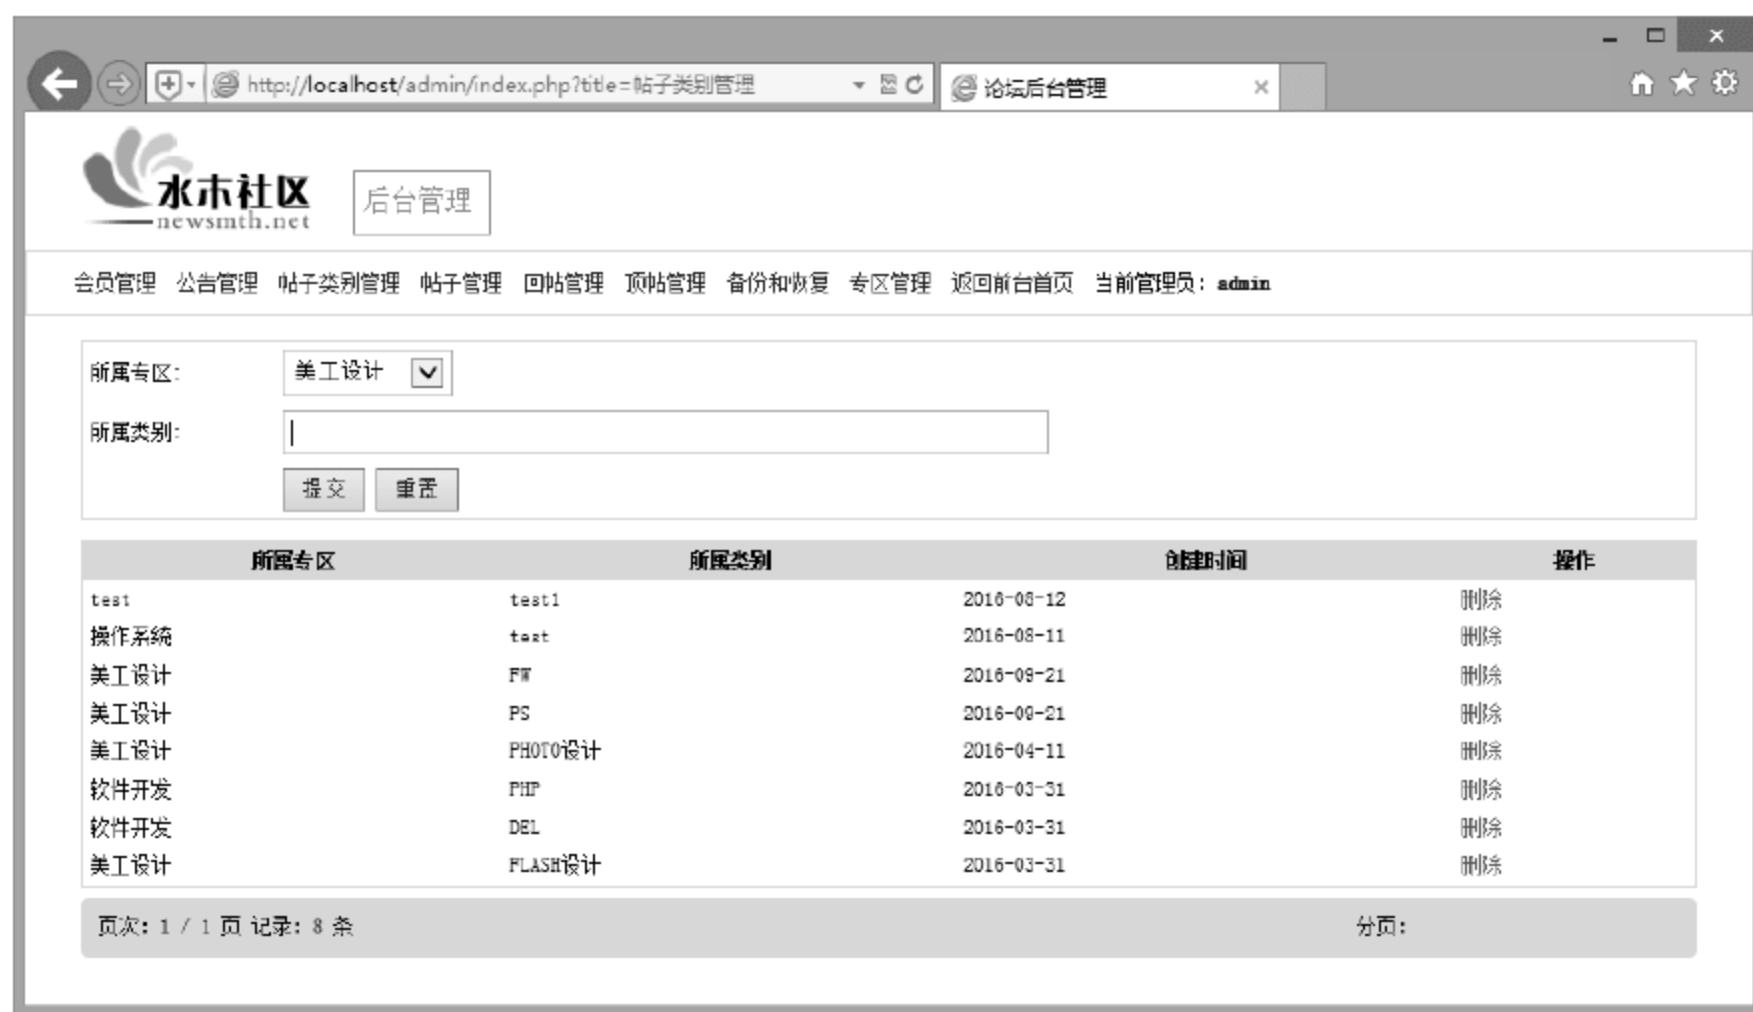 http://localhost/admin/index.php?title=帖子类别管理
论坛后台管理
水木社区
newsmth.net
后台管理
会员管理 公告管理 帖子类别管理 帖子管理 回帖管理 顶帖管理 备份和恢复 专区管理 返回前台首页 当前管理员: admin
所属专区: 美工设计
所属类别:
提交 重置
所属专区 所属类别 创建时间 操作
test test1 2016-08-12 删除
操作系统 test 2016-08-11 删除
美工设计 FW 2016-09-21 删除
美工设计 PS 2016-09-21 删除
美工设计 PHOTO设计 2016-04-11 删除
软件开发 PHP 2016-03-31 删除
软件开发 DEL 2016-03-31 删除
美工设计 FLASH设计 2016-03-31 删除
页次: 1 / 1 页 记录: 8 条 分页: